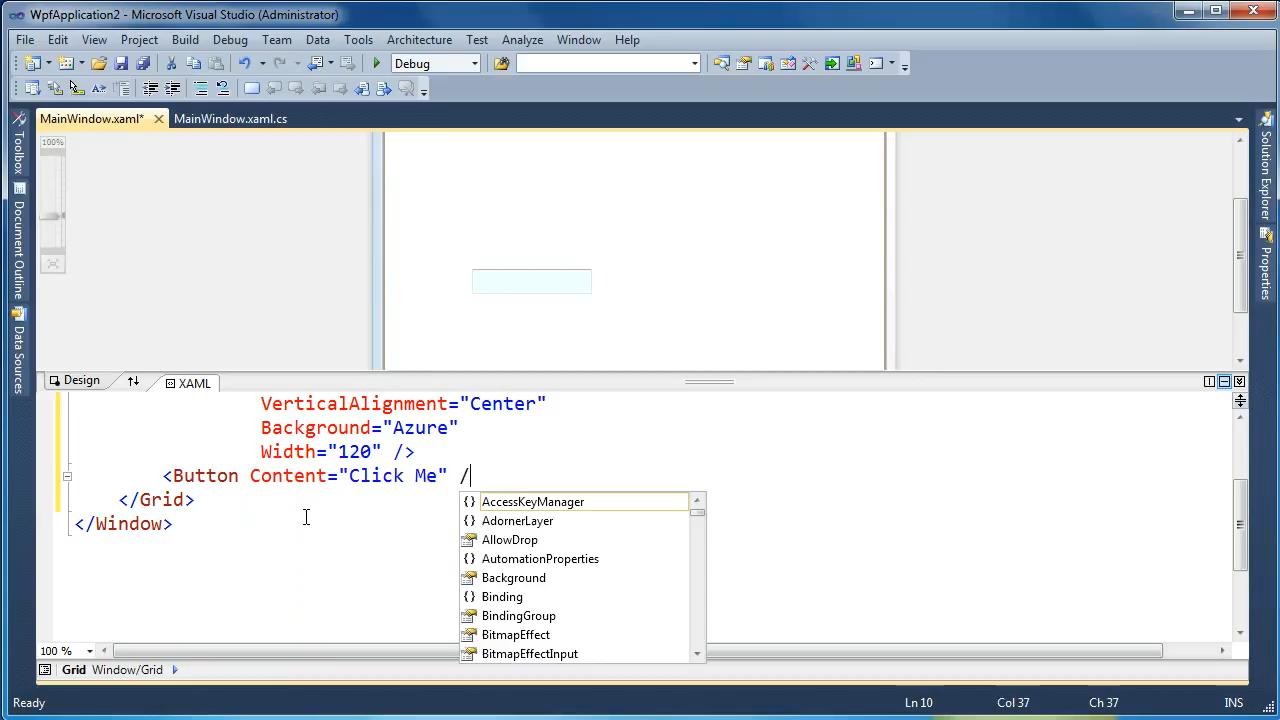 WpfApplication2 - Microsoft Visual Studio (Administrator)
File Edit View Project Build Debug Team Data Tools Architecture Test Analyze Window Help
Debug
MainWindow.xaml* MainWindow.xaml.cs
Toolbox
Document Outline
Data Sources
100%
Solution Explorer
Properties
Design XAML
VerticalAlignment="Center"
Background="Azure"
Width="120" />
<Button Content="Click Me" /
</Grid>
</Window>
AccessKeyManager
AdornerLayer
AllowDrop
AutomationProperties
Background
Binding
BindingGroup
BitmapEffect
BitmapEffectInput
100 %
Grid Window/Grid
Ready Ln 10 Col 37 Ch 37 INS